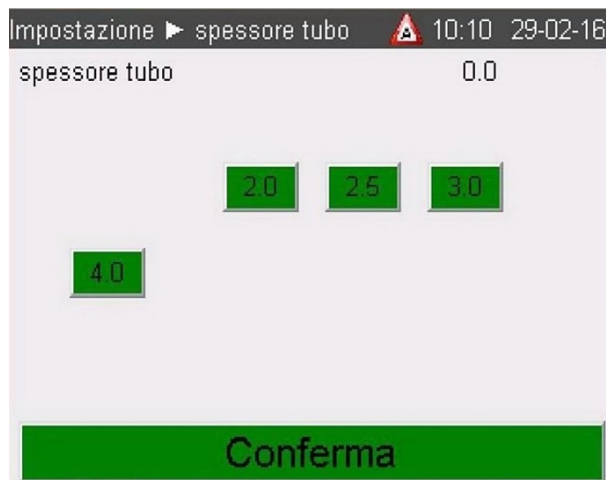 Impostazione ► spessore tubo A 10:10 29-02-16
spessore tubo 0.0
2.0 2.5 3.0
4.0
Conferma